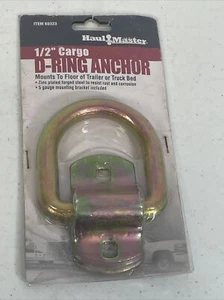 ITEM 66323
Haul Master
1/2" Cargo
D-RING ANCHOR
Mounts To Floor of Trailer or Truck Bed
• Zinc plated forged steel to resist rust and corrosion
• 5 gauge mounting bracket included